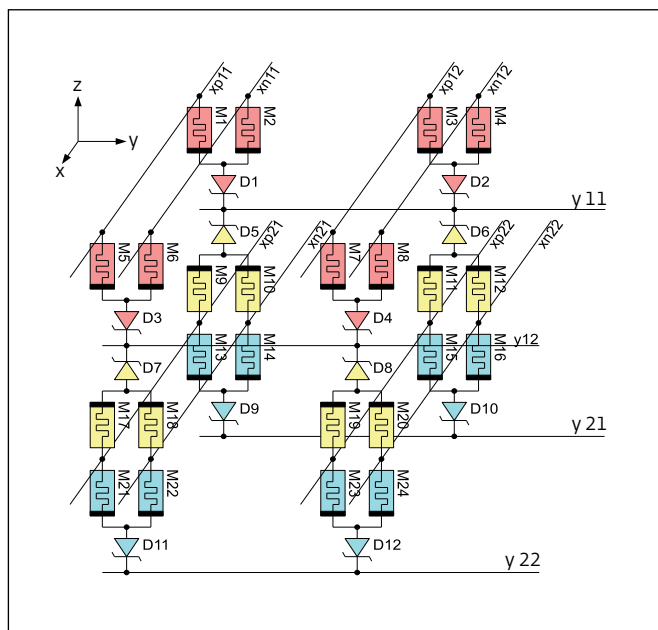 xp11
xn11
xp12
xn12
z
y
x
M1
M2
M3
M4
D1
D2
y 11
D5
D6
xp21
xn21
xp22
xn22
M5
M6
M7
M8
M9
M10
M11
M12
D3
D4
M13
M14
y12
M15
M16
D7
D8
D9
D10
M17
M18
M19
M20
y 21
M21
M22
M23
M24
D11
D12
y 22